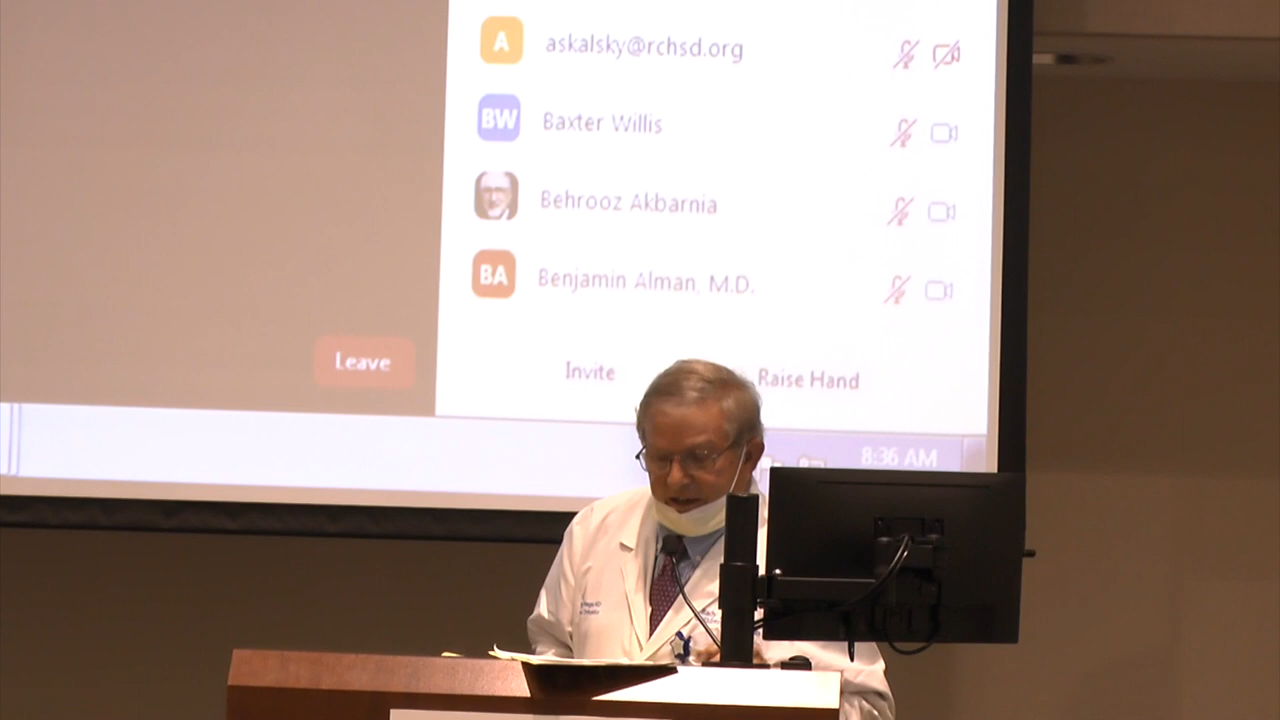 A askalsky@rchsd.org
BW Baxter Willis
Behrooz Akbarnia
BA Benjamin Alman, M.D.
Leave
Invite
Raise Hand
8:36 AM